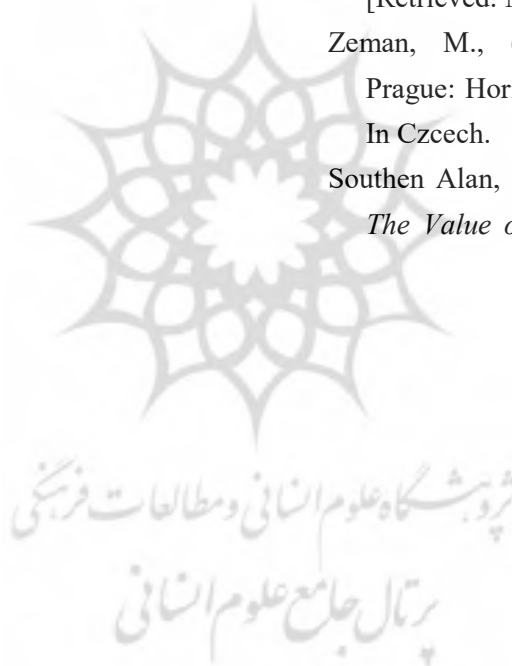 [Retrieved:
Zeman, M., (
Prague: Hor
In Czcech.
Southen Alan,
The Value o
پژوهشگاه علوم انسانی و مطالعات فرهنگی
پرتال جامع علوم انسانی